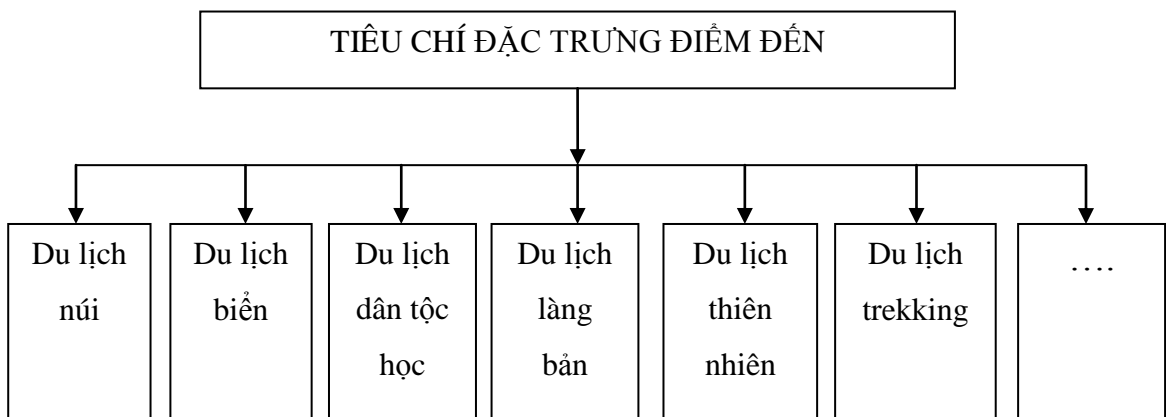 TIÊU CHÍ ĐẶC TRƯNG ĐIỂM ĐẾN
Du lịch
núi
Du lịch
biển
Du lịch
dân tộc
học
Du lịch
làng
bản
Du lịch
thiên
nhiên
Du lịch
trekking
….